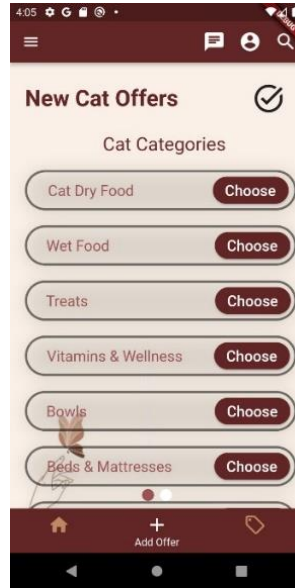 4:05 G
DEBUG
New Cat Offers
Cat Categories
Cat Dry Food Choose
Wet Food Choose
Treats Choose
Vitamins & Wellness Choose
Bowls Choose
Beds & Mattresses Choose
Add Offer